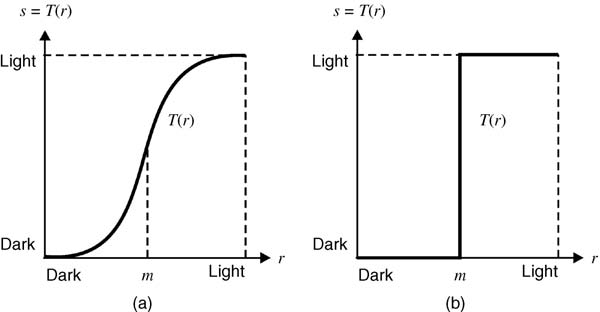 s = T(r)
Light
T(r)
Dark
Dark
m
Light
r
(a)
s = T(r)
Light
T(r)
Dark
Dark
m
Light
r
(b)